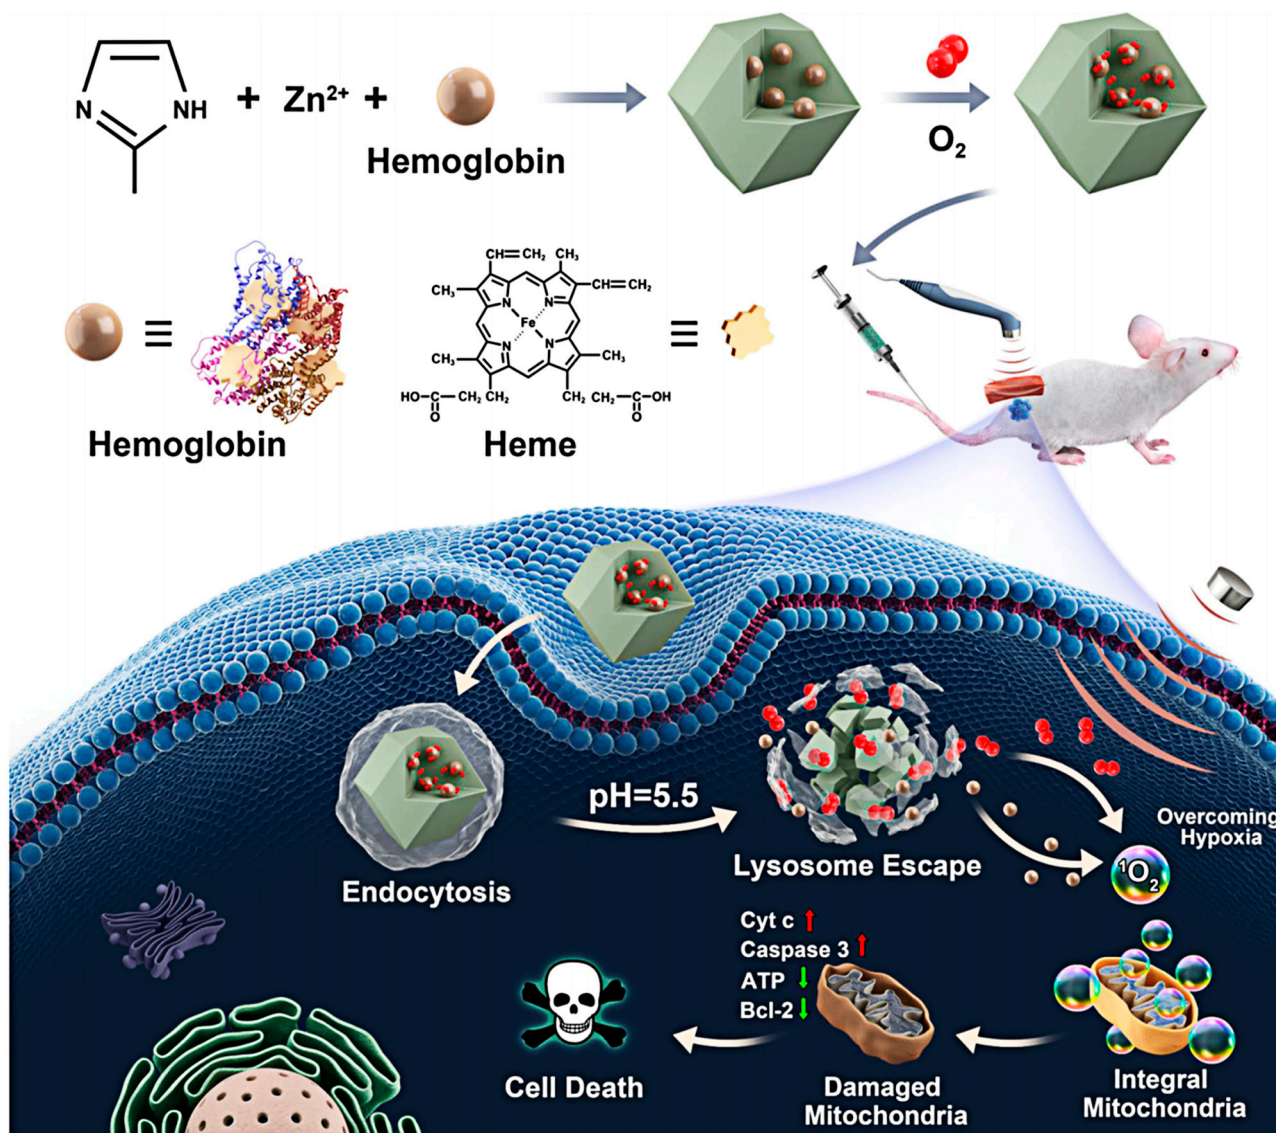 N
NH
+ Zn²⁺ +
Hemoglobin
O₂
Hemoglobin
≡
CH=CH₂ CH₃
CH₃
CH=CH₂
N
N
Fe
N
N
CH₃
CH₃
HO-C-CH₂CH₂
O
CH₂ CH₂-C-OH
O
≡
Heme
pH=5.5
Endocytosis
Lysosome Escape
Overcoming
Hypoxia
¹O₂
Cyt c ↑
Caspase 3 ↑
ATP ↓
Bcl-2 ↓
Cell Death
Damaged
Mitochondria
Integral
Mitochondria